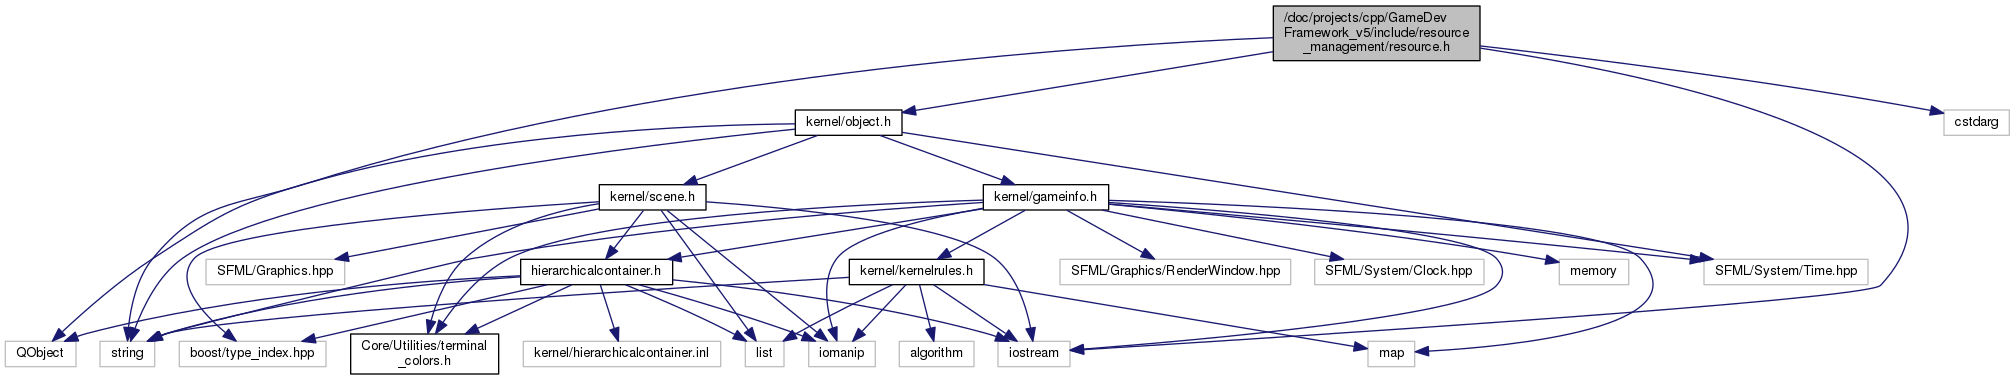 /doc/projects/cpp/GameDev
Framework_v5/include/resource
_management/resource.h
kernel/object.h
cstdarg
kernel/scene.h
kernel/gameinfo.h
SFML/Graphics.hpp
hierarchicalcontainer.h
kernel/kernelrules.h
SFML/Graphics/RenderWindow.hpp
SFML/System/Clock.hpp
memory
SFML/System/Time.hpp
QObject
string
boost/type_index.hpp
Core/Utilities/terminal
_colors.h
kernel/hierarchicalcontainer.inl
list
iomanip
algorithm
iostream
map